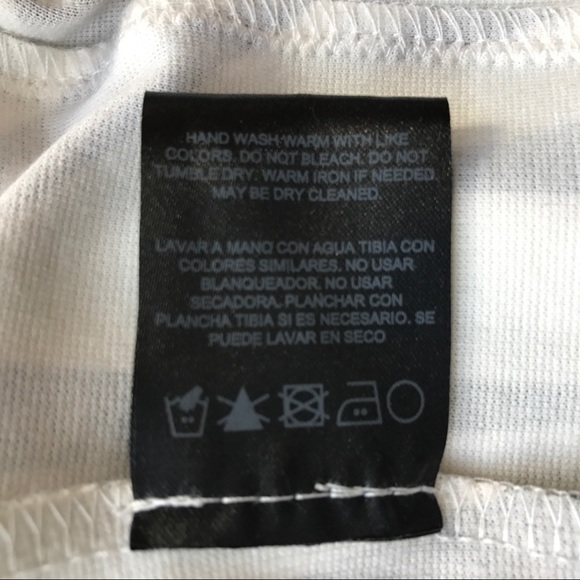 HAND WASH WARM WITH LIKE
COLORS. DO NOT BLEACH. DO NOT
TUMBLE DRY. WARM IRON IF NEEDED.
MAY BE DRY CLEANED.
LAVAR A MANO CON AGUA TIBIA CON
COLORES SIMILARES. NO USAR
BLANQUEADOR. NO USAR
SECADORA. PLANCHAR CON
PLANCHA TIBIA SI ES NECESARIO. SE
PUEDE LAVAR EN SECO